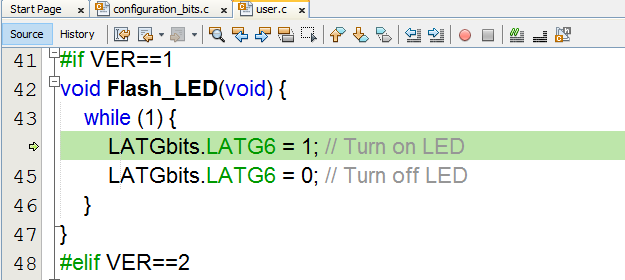 Start Page configuration_bits.c user.c
Source History
41 #if VER==1
42 void Flash_LED(void) {
43 while (1) {
LATGbits.LATG6 = 1; // Turn on LED
45 LATGbits.LATG6 = 0; // Turn off LED
46 }
47 }
48 #elif VER==2